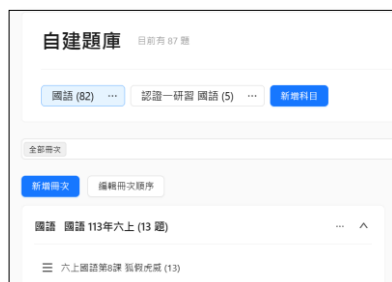 自建題庫 目前有 87 題
國語 (82) ··· 認證一研習 國語 (5) ··· 新增科目
全部冊次
新增冊次 編輯冊次順序
國語 國語 113年六上 (13 題) ···
六上國語第8課 狐假虎威 (13)